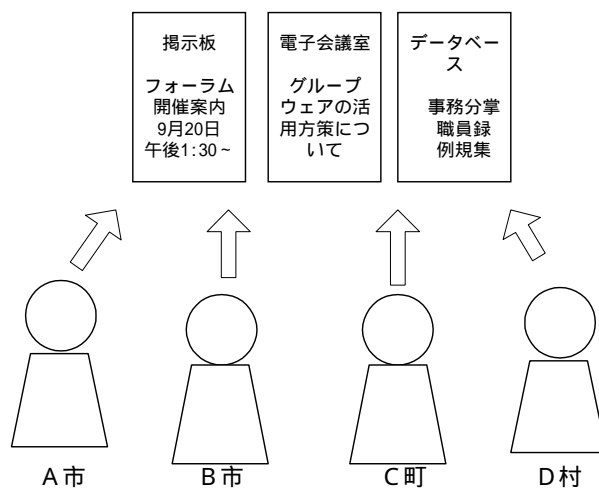 掲示板
フォーラム
開催案内
9月20日
午後1:30～
電子会議室
グループ
ウェアの活
用方策につ
いて
データベー
ス
事務分掌
職員録
例規集
A市
B市
C町
D村